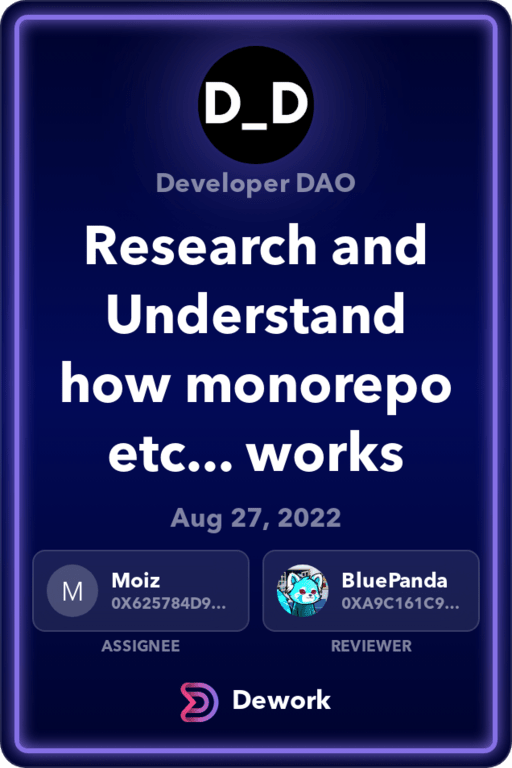 D_D
Developer DAO
Research and
Understand
how monorepo
etc... works
Aug 27, 2022
M
Moiz
0X625784D9...
ASSIGNEE
BluePanda
0XA9C161C9...
REVIEWER
Dework